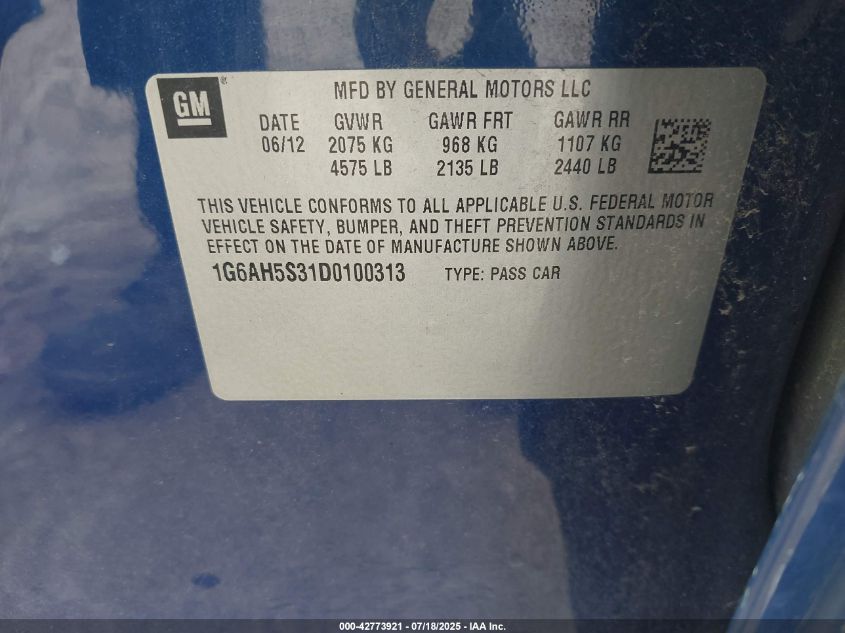 GM
MFD BY GENERAL MOTORS LLC
DATE GVWR GAWR FRT GAWR RR
06/12 2075 KG 968 KG 1107 KG
4575 LB 2135 LB 2440 LB
THIS VEHICLE CONFORMS TO ALL APPLICABLE U.S. FEDERAL MOTOR
VEHICLE SAFETY, BUMPER, AND THEFT PREVENTION STANDARDS IN
EFFECT ON THE DATE OF MANUFACTURE SHOWN ABOVE.
1G6AH5S31D0100313 TYPE: PASS CAR
000-42773921 - 07/18/2025 - IAA Inc.